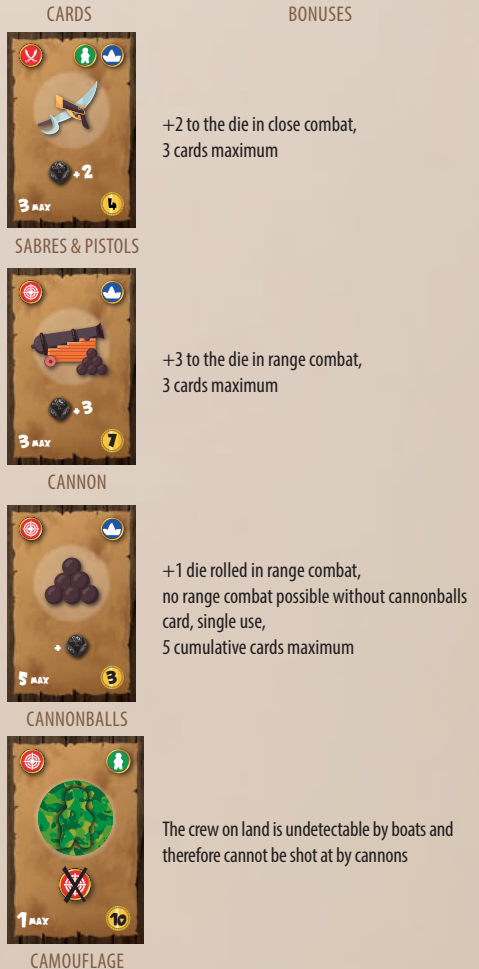 CARDS
BONUSES
+ 2
3 MAX
4
+2 to the die in close combat,
3 cards maximum
SABRES & PISTOLS
+ 3
3 MAX
7
+3 to the die in range combat,
3 cards maximum
CANNON
+
5 MAX
3
+1 die rolled in range combat,
no range combat possible without cannonballs
card, single use,
5 cumulative cards maximum
CANNONBALLS
1 MAX
10
The crew on land is undetectable by boats and
therefore cannot be shot at by cannons
CAMOUFLAGE